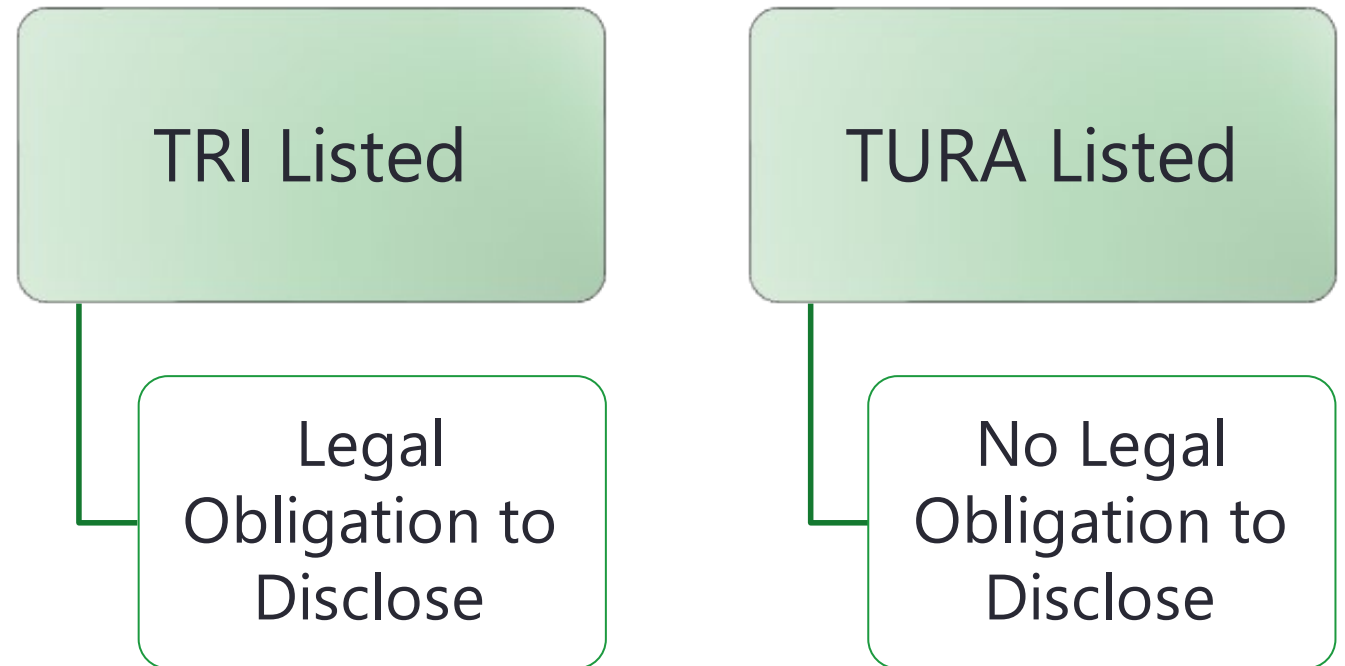 TRI Listed
Legal
Obligation to
Disclose
TURA Listed
No Legal
Obligation to
Disclose